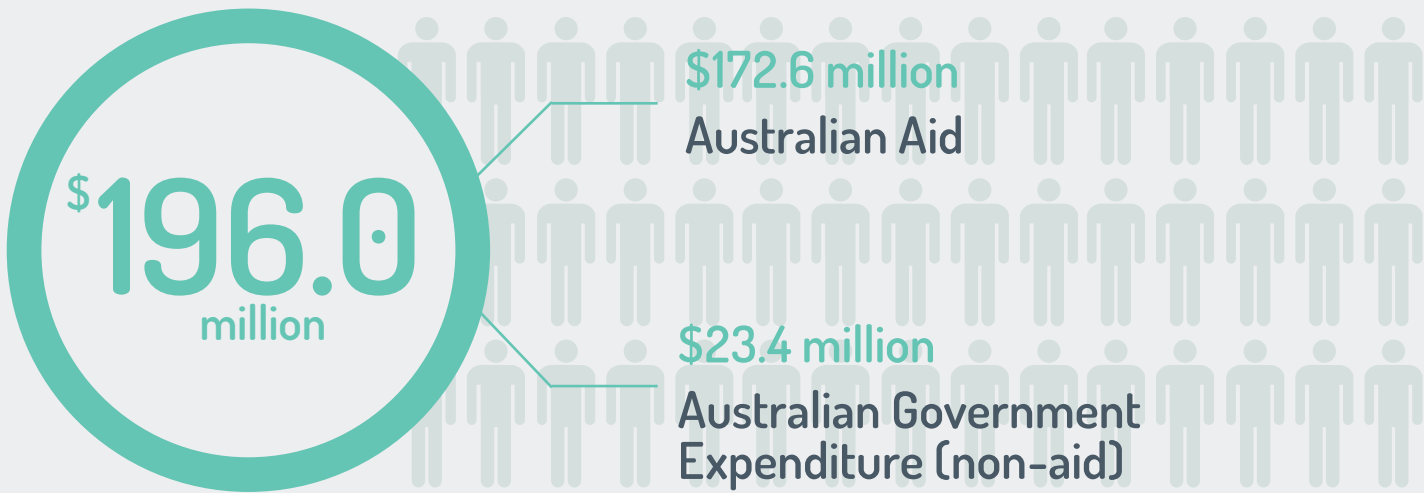 $196.0
million
$172.6 million
Australian Aid
$23.4 million
Australian Government
Expenditure (non-aid)